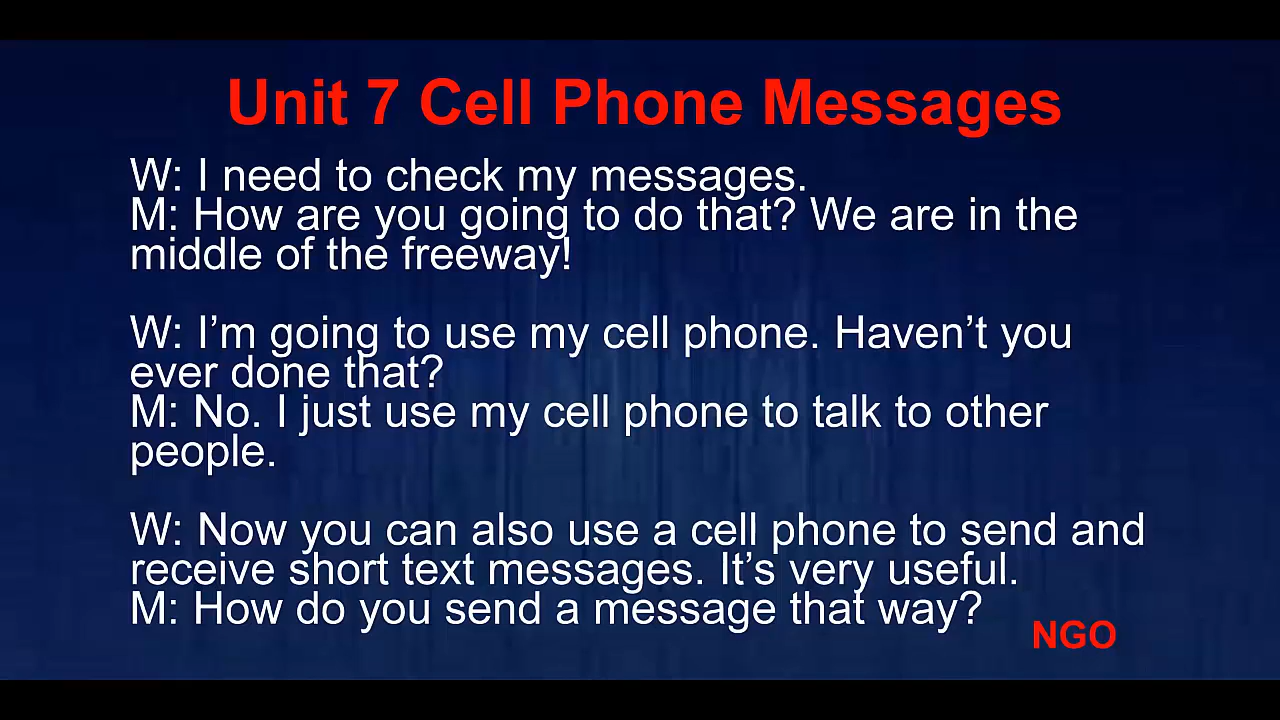 Unit 7 Cell Phone Messages
W: I need to check my messages.
M: How are you going to do that? We are in the
middle of the freeway!
W: I’m going to use my cell phone. Haven’t you
ever done that?
M: No. I just use my cell phone to talk to other
people.
W: Now you can also use a cell phone to send and
receive short text messages. It’s very useful.
M: How do you send a message that way?
NGO